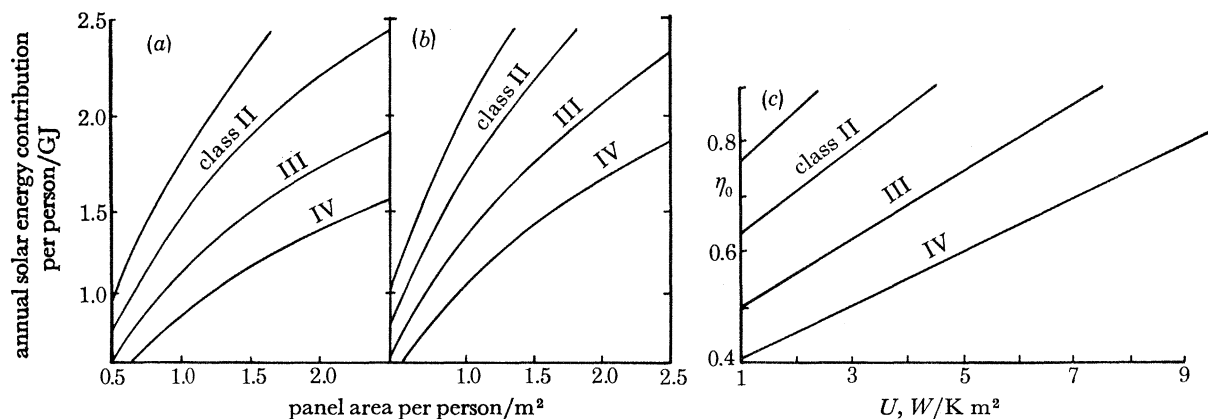 annual solar energy contribution
per person/GJ
2.5
2.0
1.5
1.0
(a)
class II
III
IV
0.5
1.0
1.5
2.0
(b)
class II
III
IV
1.0
1.5
2.0
2.5
panel area per person/m²
(c)
0.8
η₀
0.6
0.4
class II
III
IV
1
3
5
7
9
U, W/K m²